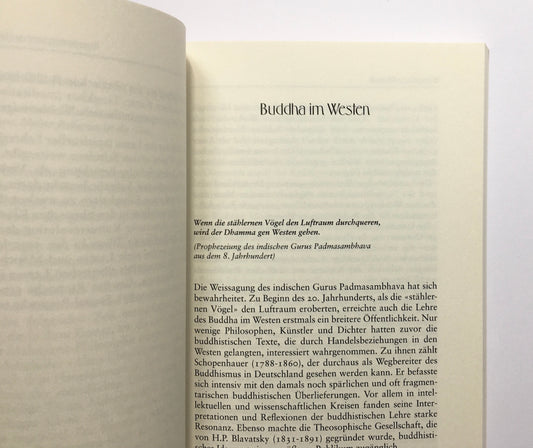 Buddha im Westen
Wenn die stählernen Vögel den Luftraum durchqueren,
wird der Dhamma gen Westen gehen.
(Prophezeiung des indischen Gurus Padmasambhava
aus dem 8. Jahrhundert)
Die Weissagung des indischen Gurus Padmasambhava hat sich
bewahrheitet. Zu Beginn des 20. Jahrhunderts, als die «stähler-
nen Vögel» den Luftraum eroberten, erreichte auch die Lehre
des Buddha im Westen erstmals ein breitere Öffentlichkeit. Nur
wenige Philosophen, Künstler und Dichter hatten zuvor die
buddhistischen Texte, die durch Handelsbeziehungen in den
Westen gelangten, interessiert wahrgenommen. Zu ihnen zählt
Schopenhauer (1788-1860), der durchaus als Wegbereiter des
Buddhismus in Deutschland gesehen werden kann. Er befasste
sich intensiv mit den damals noch spärlichen und oft fragmen-
tarischen buddhistischen Überlieferungen. Vor allem in intel-
lektuellen und wissenschaftlichen Kreisen fanden seine Inter-
pretationen und Reflexionen der buddhistischen Lehre starke
Resonanz. Ebenso machte die Theosophische Gesellschaft, die
von H.P. Blavatsky (1831-1891) gegründet wurde, buddhisti-
Publikum zugänglich